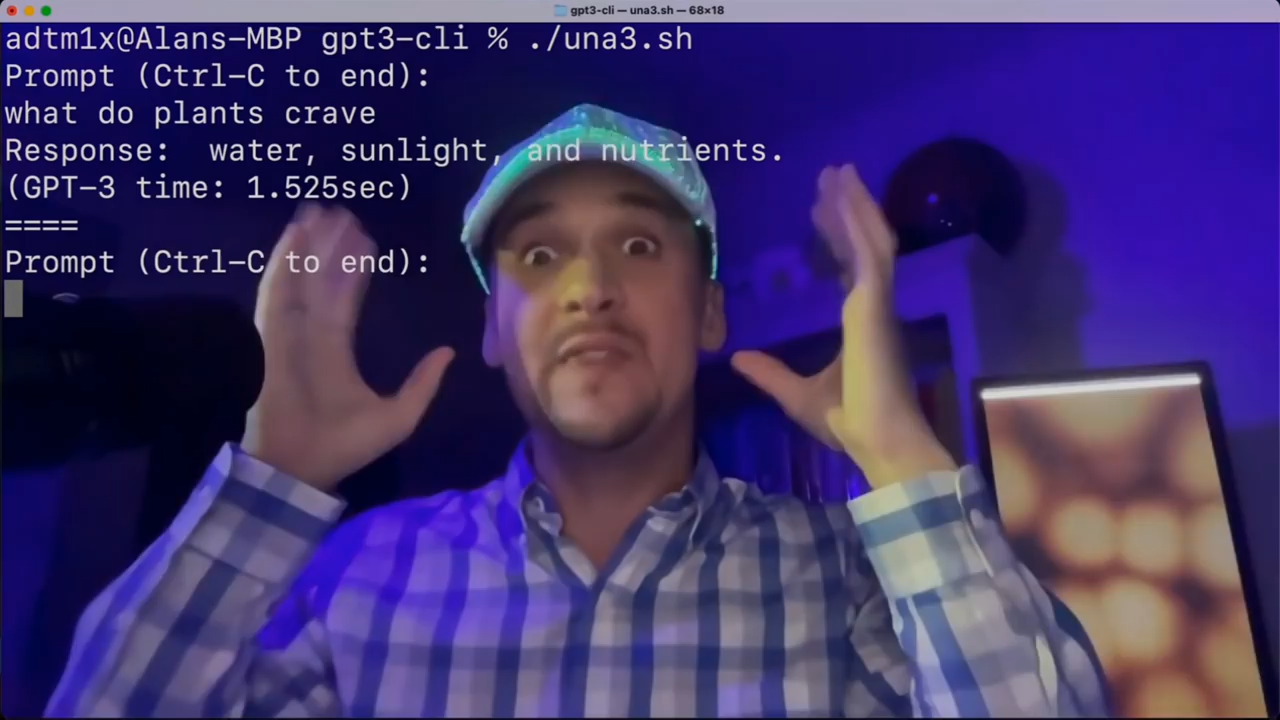 gpt3-cli — una3.sh — 68×18
adtm1x@Alans-MBP gpt3-cli % ./una3.sh
Prompt (Ctrl-C to end):
what do plants crave
Response:  water, sunlight, and nutrients.
(GPT-3 time: 1.525sec)
====
Prompt (Ctrl-C to end):